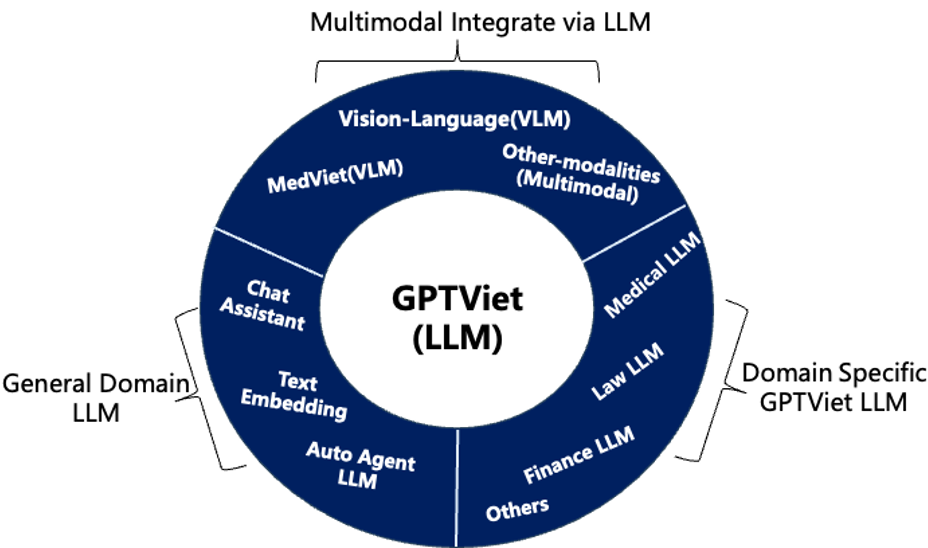 Multimodal Integrate via LLM
Vision-Language(VLM)
MedViet(VLM)
Other-modalities
(Multimodal)
Chat
Assistant
Text
Embedding
Auto Agent
LLM
General Domain
LLM
GPTViet
(LLM)
Medical LLM
Law LLM
Finance LLM
Others
Domain Specific
GPTViet LLM